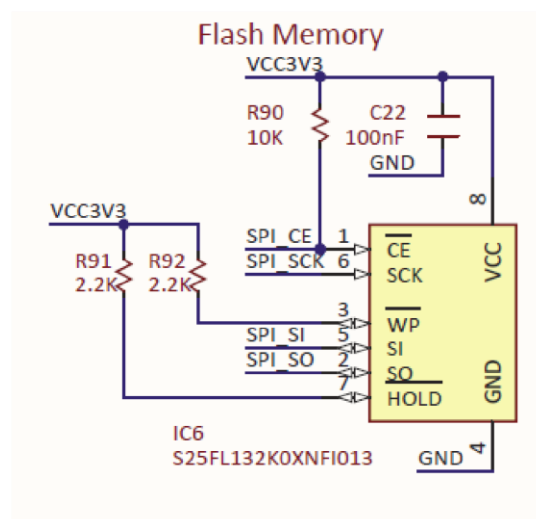 Flash Memory
VCC3V3
R90
10K
C22
100nF
GND
8
VCC3V3
SPI_CE
1
CE
VCC
R91
2.2K
R92
2.2K
SPI_SCK
6
SCK
3
WP
SPI_SI
5
SI
SPI_SO
2
SO
7
HOLD
GND
IC6
S25FL132K0XNFI013
GND
4